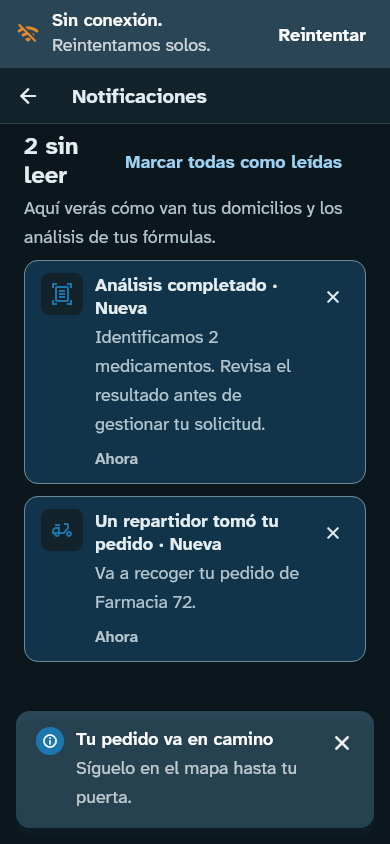 Sin conexión.
Reintentamos solos.
Reintentar
Notificaciones
2 sin
leer
Marcar todas como leídas
Aquí verás cómo van tus domicilios y los
análisis de tus fórmulas.
Análisis completado ·
Nueva
Identificamos 2
medicamentos. Revisa el
resultado antes de
gestionar tu solicitud.
Ahora
Un repartidor tomó tu
pedido · Nueva
Va a recoger tu pedido de
Farmacia 72.
Ahora
Tu pedido va en camino
Síguelo en el mapa hasta tu
puerta.